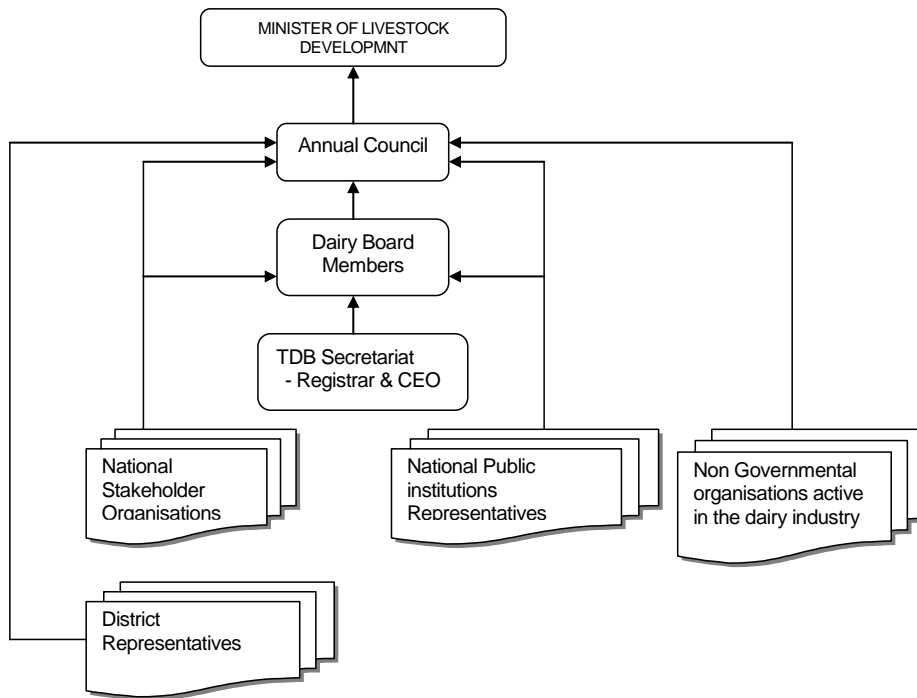 MINISTER OF LIVESTOCK
DEVELOPMNT
Annual Council
Dairy Board
Members
TDB Secretariat
- Registrar & CEO
National
Stakeholder
Organisations
National Public
institutions
Representatives
Non Governmental
organisations active
in the dairy industry
District
Representatives